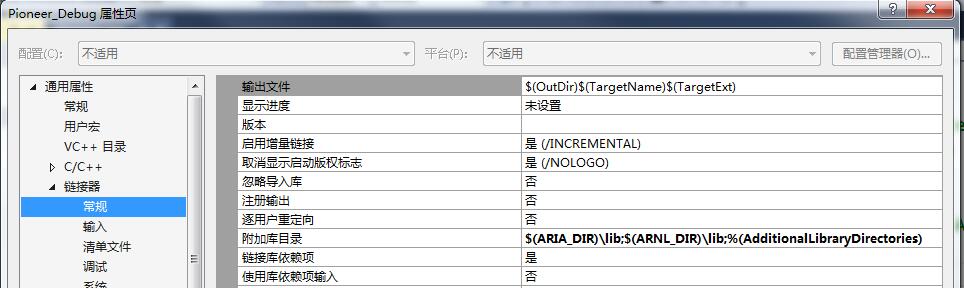 Pioneer_Debug 属性页
配置(C): 不适用 平台(P): 不适用 配置管理器(O)...
通用属性
常规
用户宏
VC++ 目录
C/C++
链接器
常规
输入
清单文件
调试
系统
输出文件 $(OutDir)$(TargetName)$(TargetExt)
显示进度 未设置
版本
启用增量链接 是 (/INCREMENTAL)
取消显示启动版权标志 是 (/NOLOGO)
忽略导入库 否
注册输出 否
逐用户重定向 否
附加库目录 $(ARIA_DIR)\lib;$(ARNL_DIR)\lib;%(AdditionalLibraryDirectories)
链接库依赖项 是
使用库依赖项输入 否